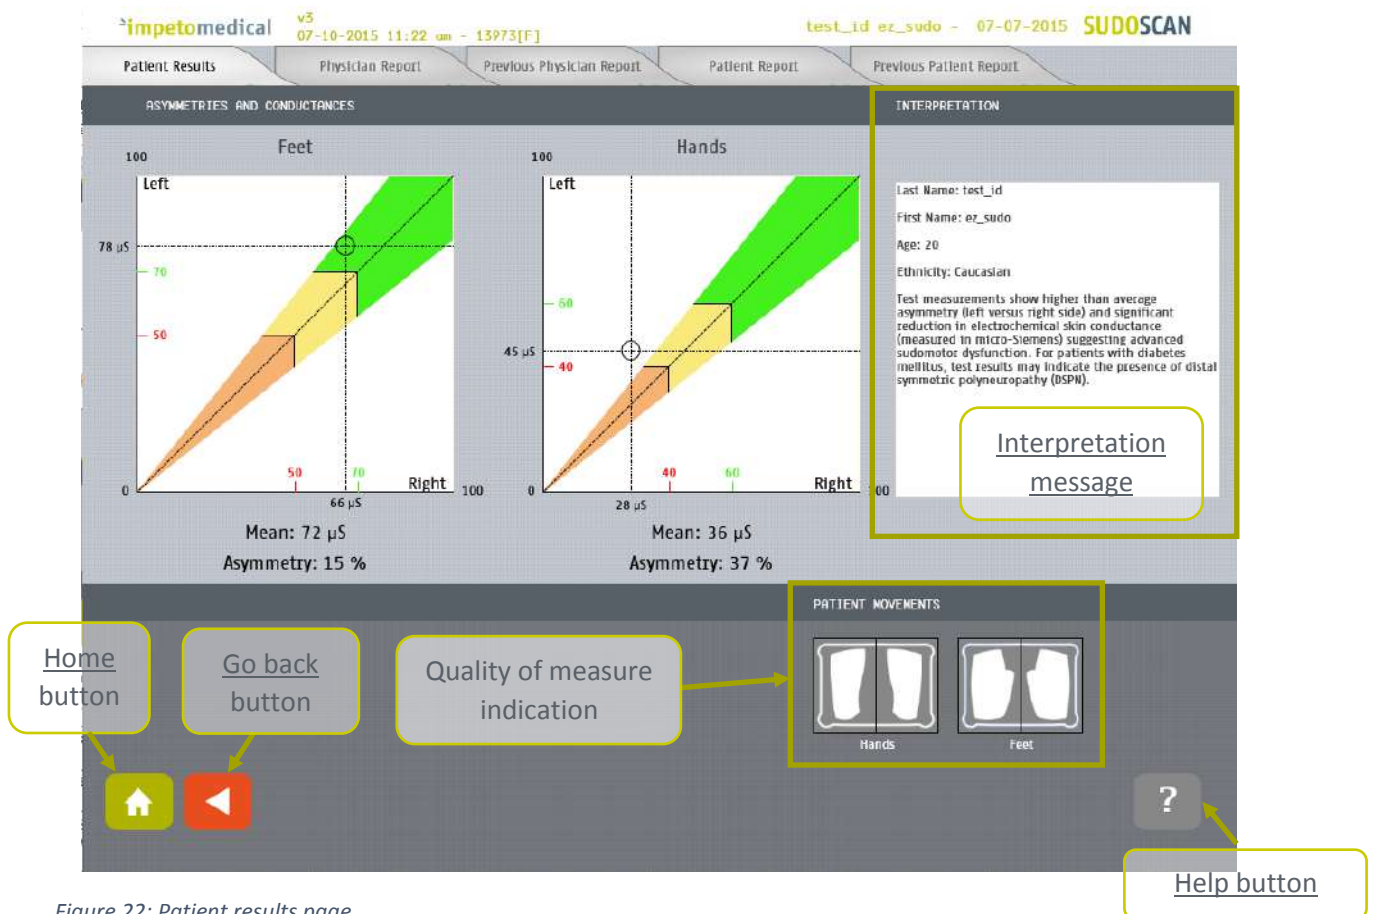 impetomedical
v3
07-10-2015 11:22 am - 13973[F]
test_id ez_sudo - 07-07-2015
SUDOSCAN
Patient Results
Physician Report
Previous Physician Report
Patient Report
Previous Patient Report
ASYMMETRIES AND CONDUCTANCES
INTERPRETATION
Feet
100
Left
78 µS
70
50
50
70
Right
0
100
66 µS
Mean: 72 µS
Asymmetry: 15 %
Hands
100
Left
60
45 µS
40
40
60
Right
0
100
28 µS
Mean: 36 µS
Asymmetry: 37 %
Last Name: test_id
First Name: ez_sudo
Age: 20
Ethnicity: Caucasian
Test measurements show higher than average
asymmetry (left versus right side) and significant
reduction in electrochemical skin conductance
(measured in micro-Siemens) suggesting advanced
sudomotor dysfunction. For patients with diabetes
mellitus, test results may indicate the presence of distal
symmetric polyneuropathy (DSPN).
Interpretation
message
PATIENT MOVEMENTS
Hands
Feet
Home
button
Go back
button
Quality of measure
indication
?
Help button
Figure 22: Patient results page